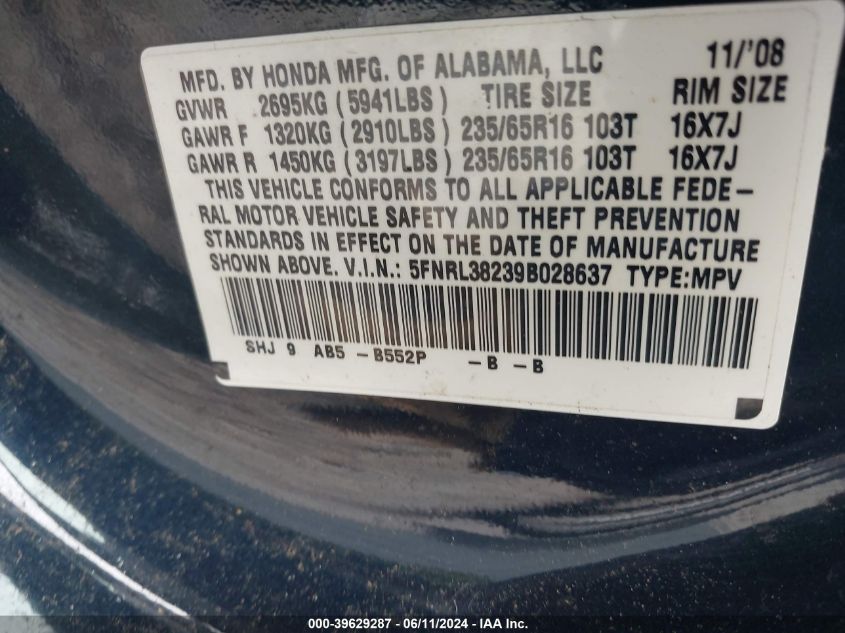 MFD. BY HONDA MFG. OF ALABAMA, LLC 11/'08
GVWR 2695KG (5941LBS) TIRE SIZE RIM SIZE
GAWR F 1320KG (2910LBS) 235/65R16 103T 16X7J
GAWR R 1450KG (3197LBS) 235/65R16 103T 16X7J
THIS VEHICLE CONFORMS TO ALL APPLICABLE FEDE-
RAL MOTOR VEHICLE SAFETY AND THEFT PREVENTION
STANDARDS IN EFFECT ON THE DATE OF MANUFACTURE
SHOWN ABOVE. V.I.N.: 5FNRL38239B028637 TYPE:MPV
SHJ 9 AB5 -B552P -B -B
000-39629287 - 06/11/2024 - © IAA Holdings, Inc.